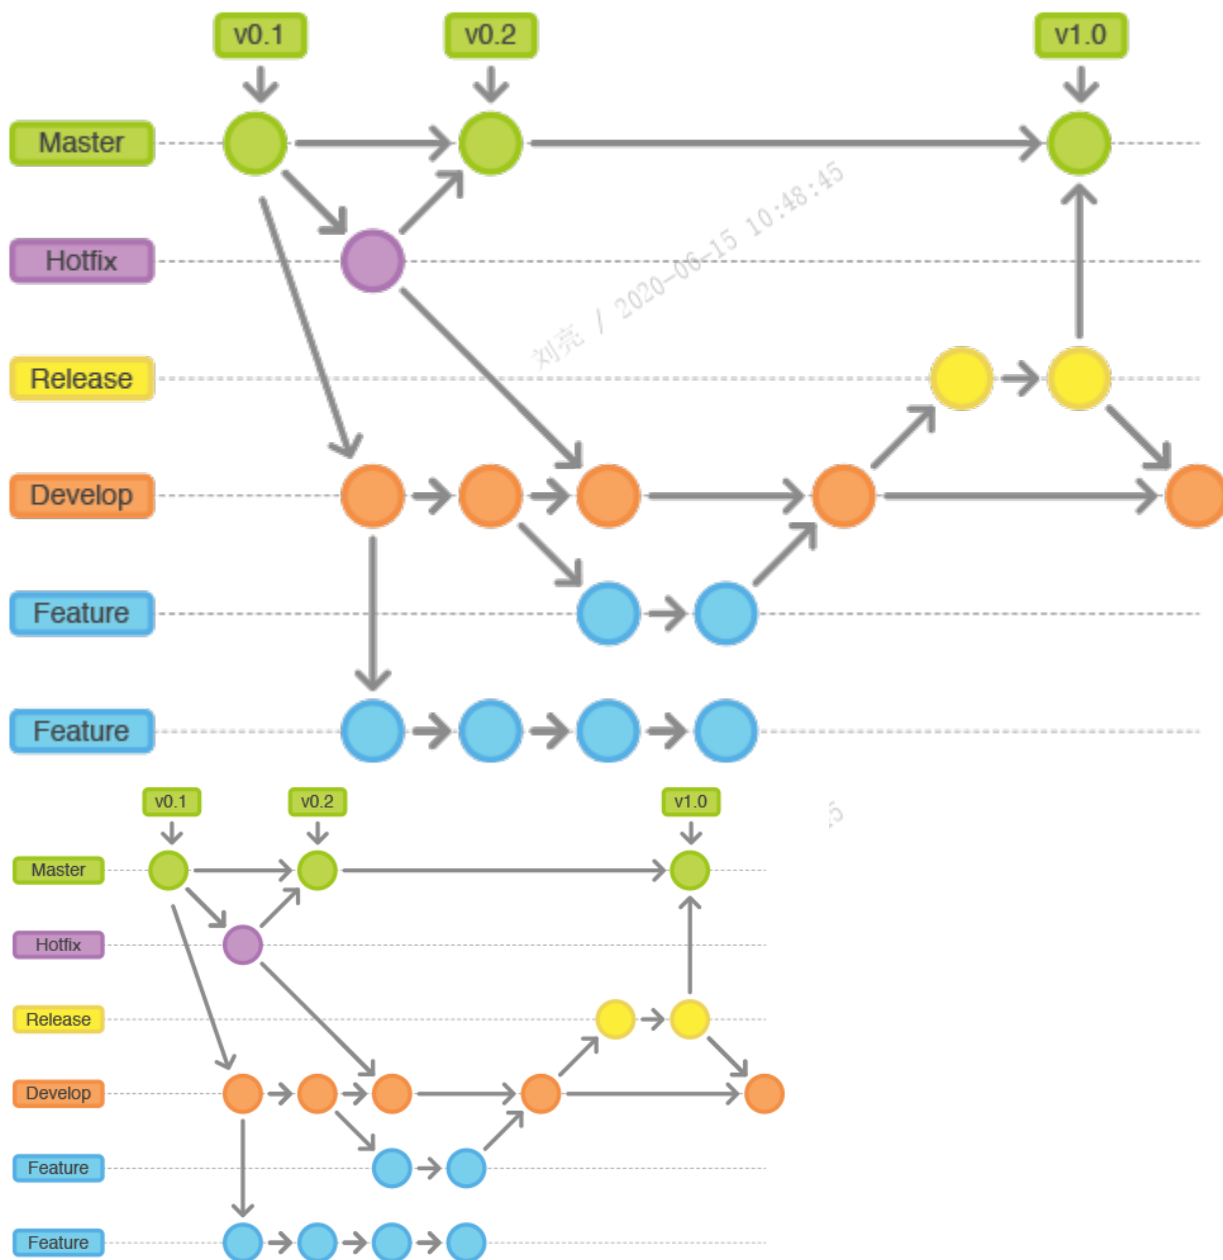 v0.1
v0.2
v1.0
Master
Hotfix
刘亮 / 2020-06-15 10:48:45
Release
Develop
Feature
Feature
v0.1
v0.2
v1.0
Master
Hotfix
Release
Develop
Feature
Feature